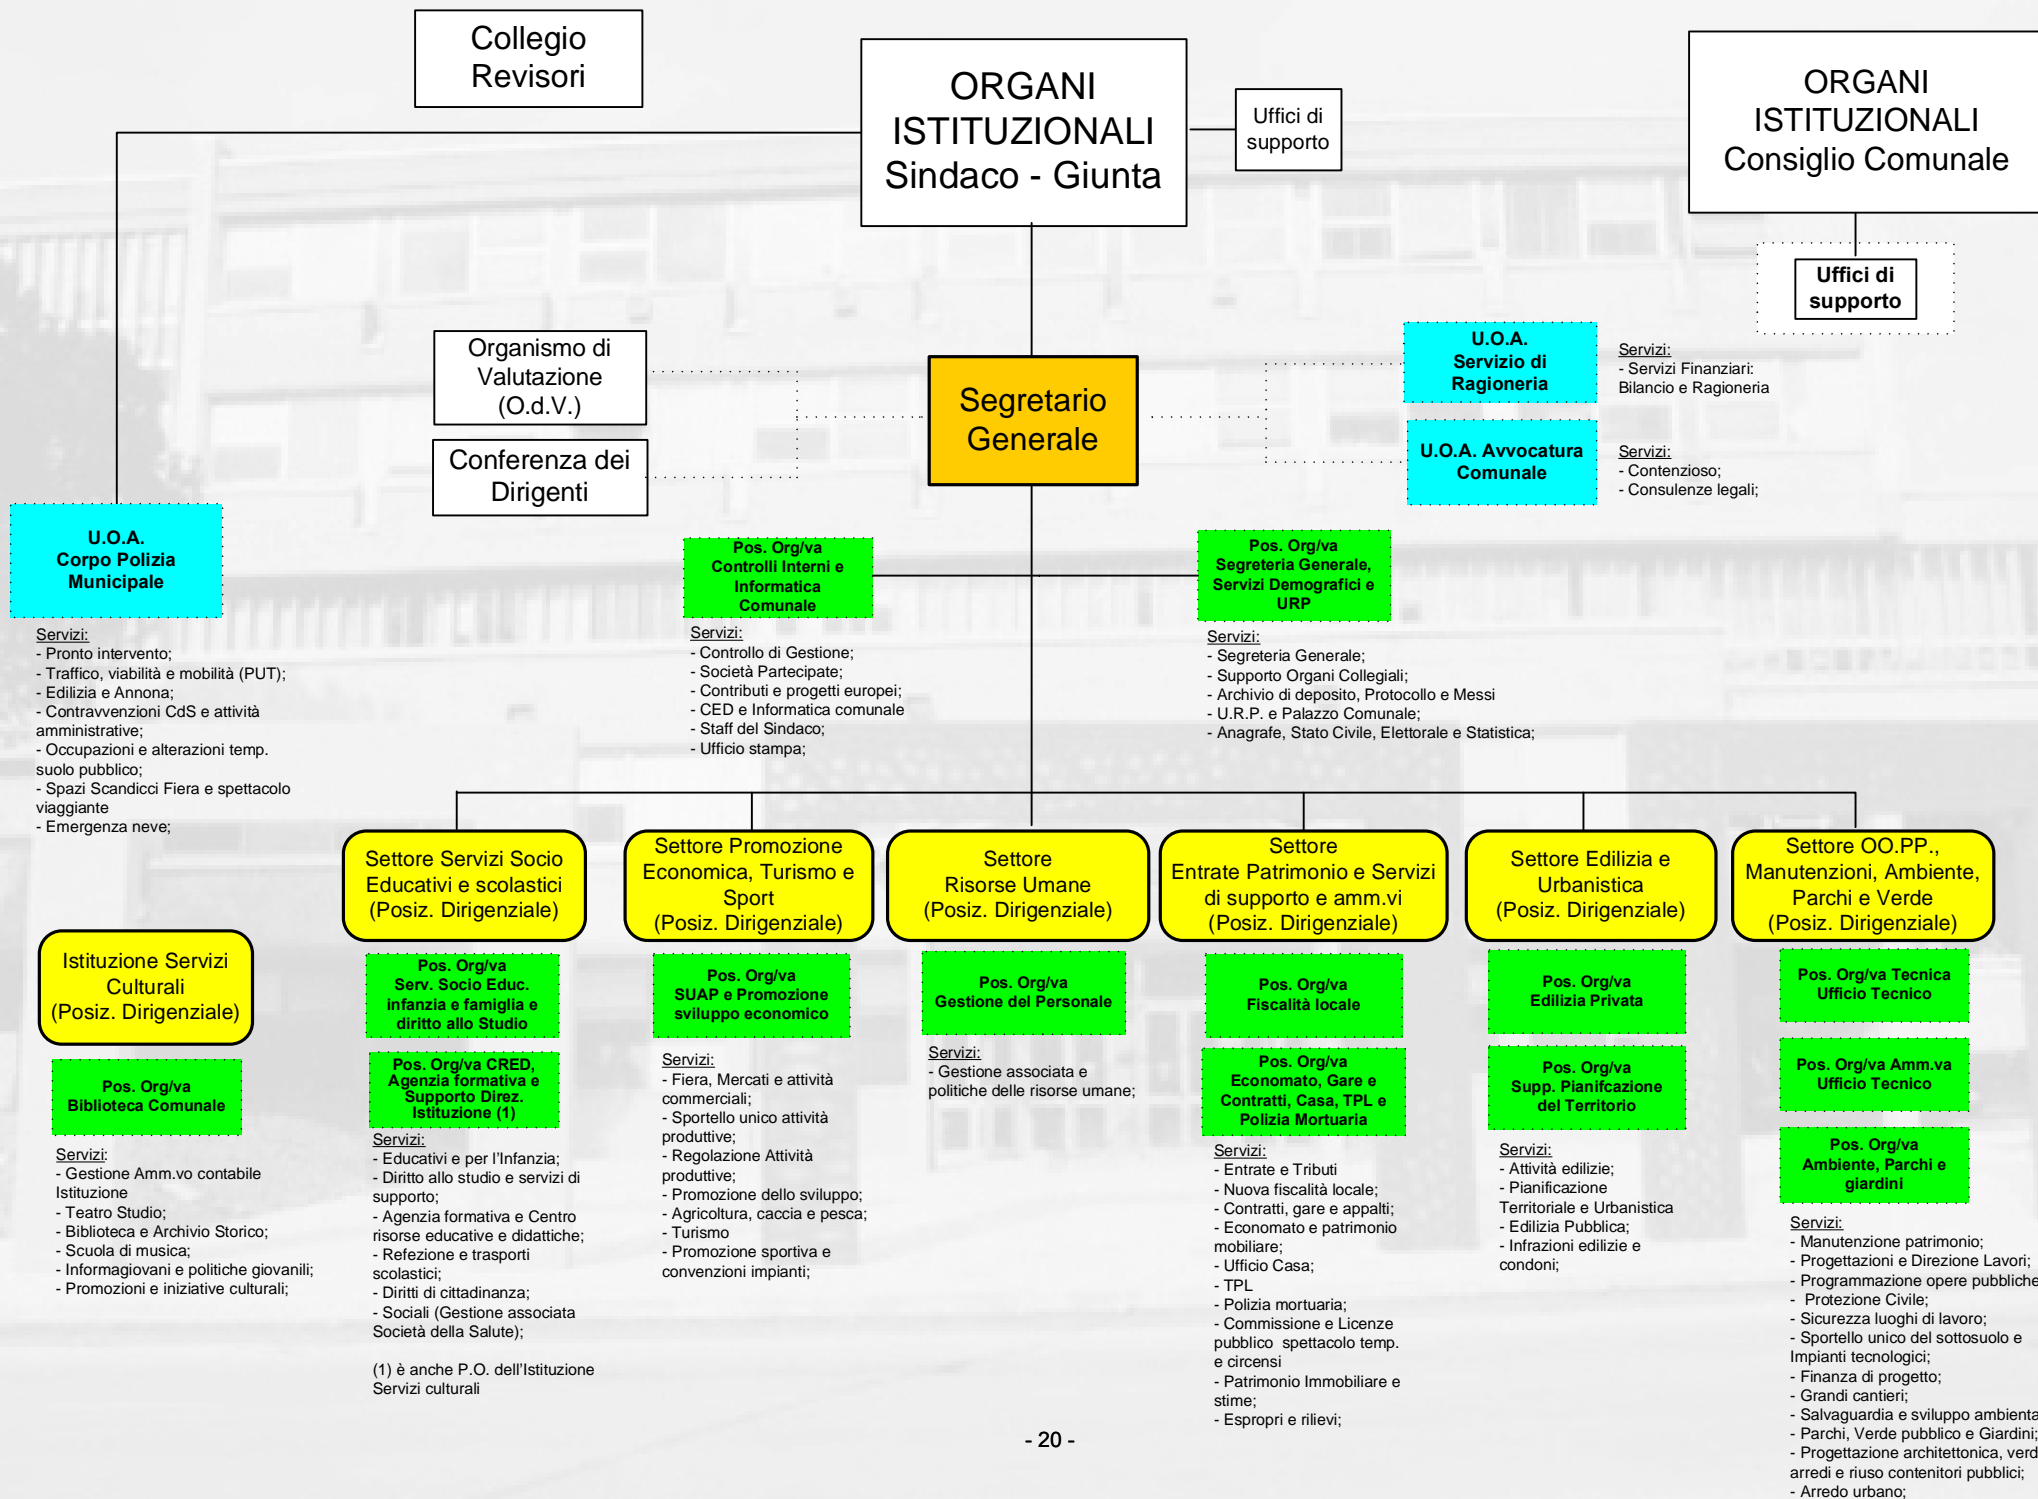 Collegio
Revisori
ORGANI
ISTITUZIONALI
Sindaco - Giunta
Uffici di
supporto
ORGANI
ISTITUZIONALI
Consiglio Comunale
Uffici di
supporto
Organismo di
Valutazione
(O.d.V.)
Conferenza dei
Dirigenti
Segretario
Generale
U.O.A.
Servizio di
Ragioneria
Servizi:
- Servizi Finanziari:
Bilancio e Ragioneria
U.O.A. Avvocatura
Comunale
Servizi:
- Contenzioso;
- Consulenze legali;
U.O.A.
Corpo Polizia
Municipale
Servizi:
- Pronto intervento;
- Traffico, viabilità e mobilità (PUT);
- Edilizia e Annona;
- Contravvenzioni CdS e attività
amministrative;
- Occupazioni e alterazioni temp.
suolo pubblico;
- Spazi Scandicci Fiera e spettacolo
viaggiante
- Emergenza neve;
Pos. Org/va
Controlli Interni e
Informatica
Comunale
Servizi:
- Controllo di Gestione;
- Società Partecipate;
- Contributi e progetti europei;
- CED e Informatica comunale
- Staff del Sindaco;
- Ufficio stampa;
Pos. Org/va
Segreteria Generale,
Servizi Demografici e
URP
Servizi:
- Segreteria Generale;
- Supporto Organi Collegiali;
- Archivio di deposito, Protocollo e Messi
- U.R.P. e Palazzo Comunale;
- Anagrafe, Stato Civile, Elettorale e Statistica;
Istituzione Servizi
Culturali
(Posiz. Dirigenziale)
Pos. Org/va
Biblioteca Comunale
Servizi:
- Gestione Amm.vo contabile
Istituzione
- Teatro Studio;
- Biblioteca e Archivio Storico;
- Scuola di musica;
- Informagiovani e politiche giovanili;
- Promozioni e iniziative culturali;
Settore Servizi Socio
Educativi e scolastici
(Posiz. Dirigenziale)
Pos. Org/va
Serv. Socio Educ.
infanzia e famiglia e
diritto allo Studio
Pos. Org/va CRED,
Agenzia formativa e
Supporto Direz.
Istituzione (1)
Servizi:
- Educativi e per l'Infanzia;
- Diritto allo studio e servizi di
supporto;
- Agenzia formativa e Centro
risorse educative e didattiche;
- Refezione e trasporti
scolastici;
- Diritti di cittadinanza;
- Sociali (Gestione associata
Società della Salute);
(1) è anche P.O. dell'Istituzione
Servizi culturali
Settore Promozione
Economica, Turismo e
Sport
(Posiz. Dirigenziale)
Pos. Org/va
SUAP e Promozione
sviluppo economico
Servizi:
- Fiera, Mercati e attività
commerciali;
- Sportello unico attività
produttive;
- Regolazione Attività
produttive;
- Promozione dello sviluppo;
- Agricoltura, caccia e pesca;
- Turismo
- Promozione sportiva e
convenzioni impianti;
Settore
Risorse Umane
(Posiz. Dirigenziale)
Pos. Org/va
Gestione del Personale
Servizi:
- Gestione associata e
politiche delle risorse umane;
Settore
Entrate Patrimonio e Servizi
di supporto e amm.vi
(Posiz. Dirigenziale)
Pos. Org/va
Fiscalità locale
Pos. Org/va
Economato, Gare e
Contratti, Casa, TPL e
Polizia Mortuaria
Servizi:
- Entrate e Tributi
- Nuova fiscalità locale;
- Contratti, gare e appalti;
- Economato e patrimonio
mobiliare;
- Ufficio Casa;
- TPL
- Polizia mortuaria;
- Commissione e Licenze
pubblico spettacolo temp.
e circensi
- Patrimonio Immobiliare e
stime;
- Espropri e rilievi;
Settore Edilizia e
Urbanistica
(Posiz. Dirigenziale)
Pos. Org/va
Edilizia Privata
Pos. Org/va
Supp. Pianifcazione
del Territorio
Servizi:
- Attività edilizie;
- Pianificazione
Territoriale e Urbanistica
- Edilizia Pubblica;
- Infrazioni edilizie e
condoni;
Settore OO.PP.,
Manutenzioni, Ambiente,
Parchi e Verde
(Posiz. Dirigenziale)
Pos. Org/va Tecnica
Ufficio Tecnico
Pos. Org/va Amm.va
Ufficio Tecnico
Pos. Org/va
Ambiente, Parchi e
giardini
Servizi:
- Manutenzione patrimonio;
- Progettazioni e Direzione Lavori;
- Programmazione opere pubbliche
- Protezione Civile;
- Sicurezza luoghi di lavoro;
- Sportello unico del sottosuolo e
Impianti tecnologici;
- Finanza di progetto;
- Grandi cantieri;
- Salvaguardia e sviluppo ambienta
- Parchi, Verde pubblico e Giardini;
- Progettazione architettonica, verd
arredi e riuso contenitori pubblici;
- Arredo urbano;
- 20 -